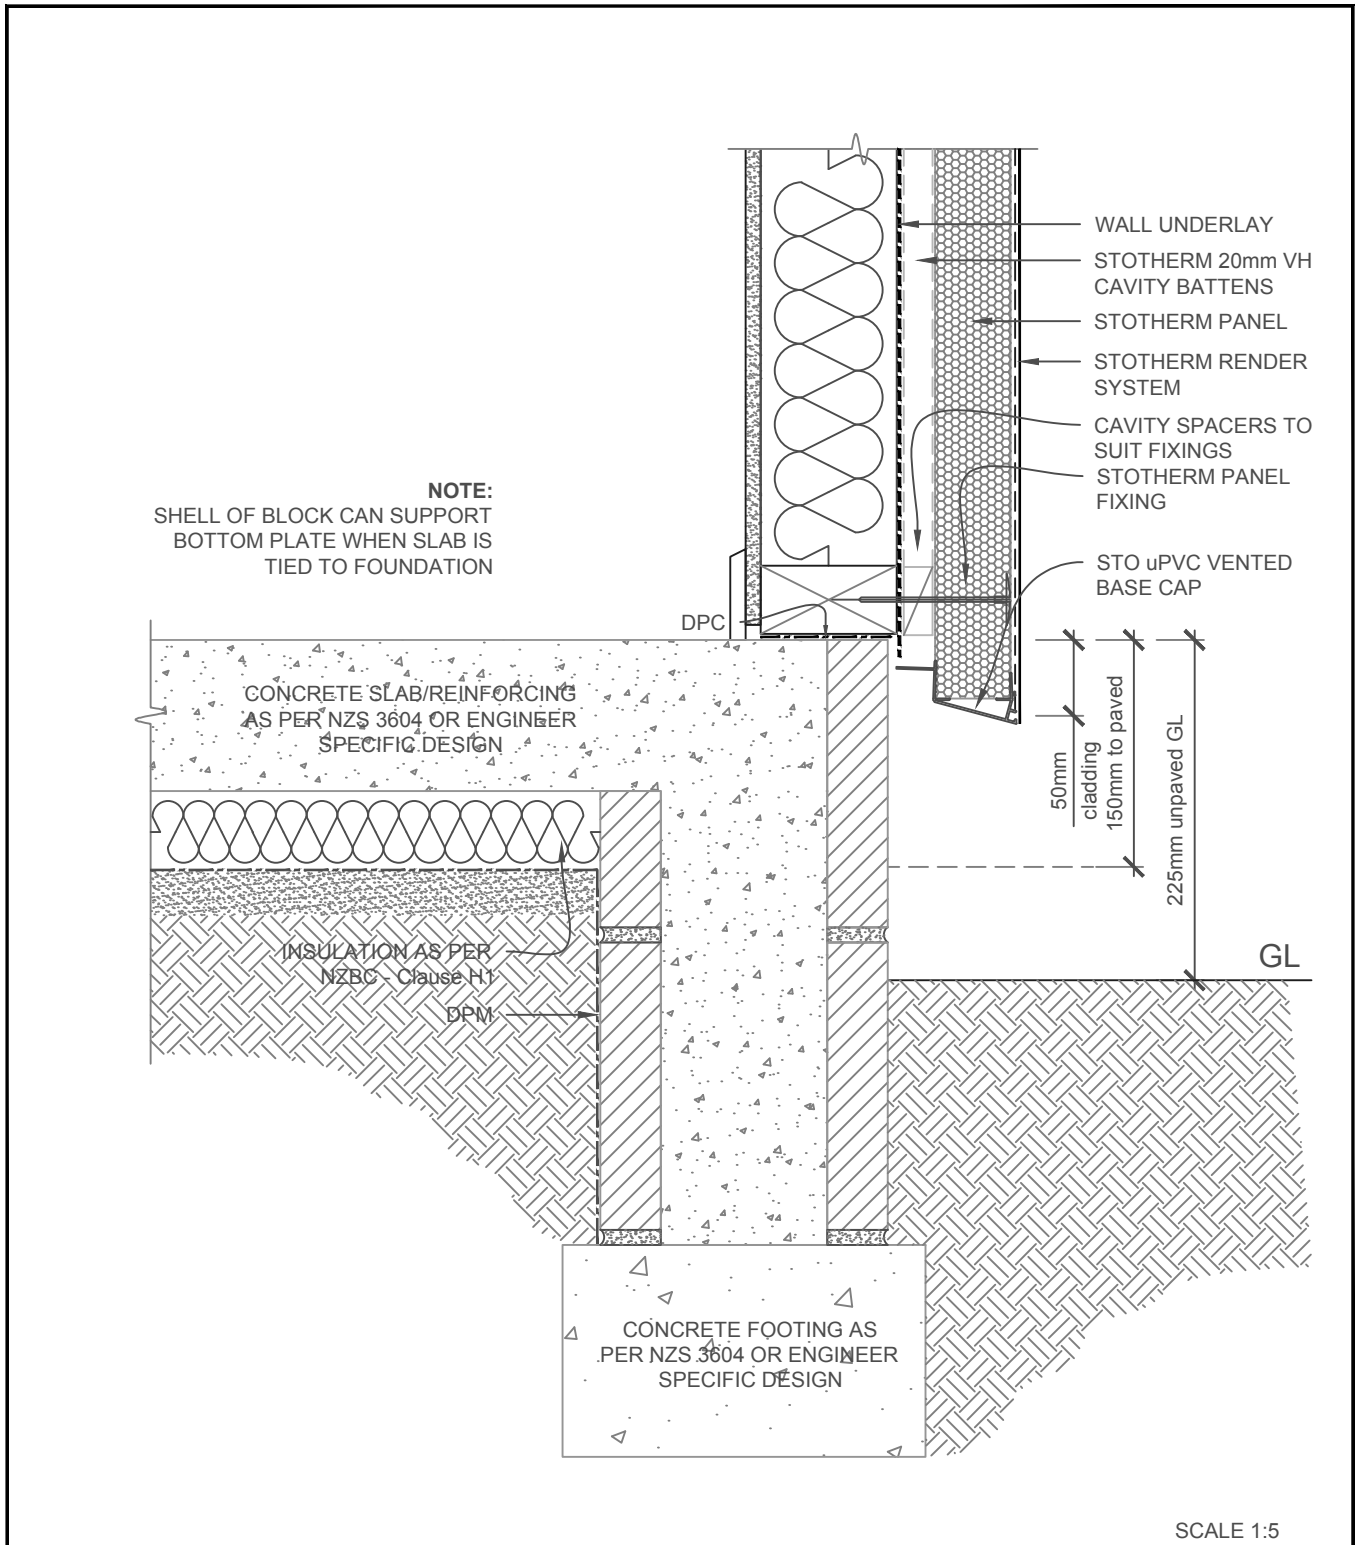 WALL UNDERLAY
STOTHERM 20mm VH
CAVITY BATTENS
STOTHERM PANEL
STOTHERM RENDER
SYSTEM
CAVITY SPACERS TO
SUIT FIXINGS
STOTHERM PANEL
FIXING
NOTE:
SHELL OF BLOCK CAN SUPPORT
BOTTOM PLATE WHEN SLAB IS
TIED TO FOUNDATION
STO uPVC VENTED
BASE CAP
DPC
CONCRETE SLAB/REINFORCING
AS PER NZS 3604 OR ENGINEER
SPECIFIC DESIGN
50mm
cladding
150mm to paved
225mm unpaved GL
INSULATION AS PER
NZBC - Clause H1
GL
DPM
CONCRETE FOOTING AS
PER NZS 3604 OR ENGINEER
SPECIFIC DESIGN
SCALE 1:5